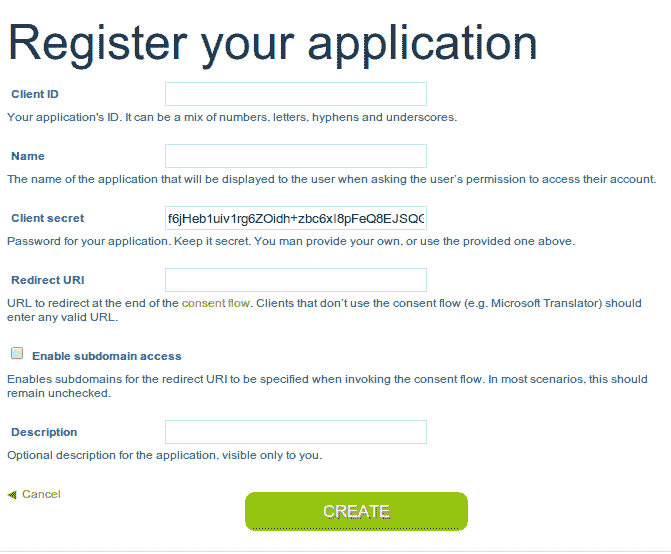 Register your application
Client ID
Your application's ID. It can be a mix of numbers, letters, hyphens and underscores.
Name
The name of the application that will be displayed to the user when asking the user's permission to access their account.
Client secret f6jHeb1uiv1rg6ZOidh+zbc6xI8pFeQ8EJSQC
Password for your application. Keep it secret. You man provide your own, or use the provided one above.
Redirect URI
URL to redirect at the end of the consent flow. Clients that don't use the consent flow (e.g. Microsoft Translator) should
enter any valid URL.
Enable subdomain access
Enables subdomains for the redirect URI to be specified when invoking the consent flow. In most scenarios, this should
remain unchecked.
Description
Optional description for the application, visible only to you.
Cancel
CREATE